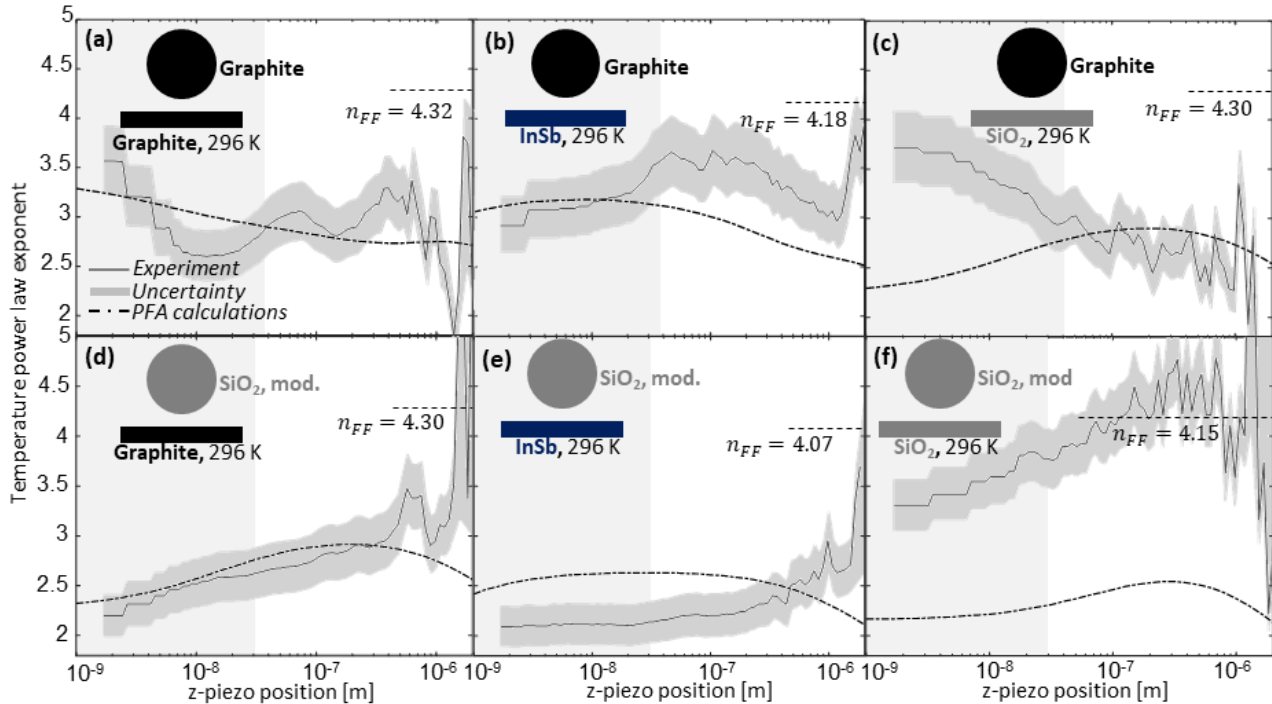 Temperature power law exponent
(a)
Graphite
Graphite, 296 K
n_FF = 4.32
Experiment
Uncertainty
PFA calculations
5
4.5
4
3.5
3
2.5
2
(b)
Graphite
InSb, 296 K
n_FF = 4.18
(c)
Graphite
SiO₂, 296 K
n_FF = 4.30
(d)
SiO₂, mod.
Graphite, 296 K
n_FF = 4.30
5
4.5
4
3.5
3
2.5
2
(e)
SiO₂, mod.
InSb, 296 K
n_FF = 4.07
(f)
SiO₂, mod
SiO₂, 296 K
n_FF = 4.15
10⁻⁹ 10⁻⁸ 10⁻⁷ 10⁻⁶ 10⁻⁹ 10⁻⁸ 10⁻⁷ 10⁻⁶ 10⁻⁹ 10⁻⁸ 10⁻⁷ 10⁻⁶
z-piezo position [m] z-piezo position [m] z-piezo position [m]